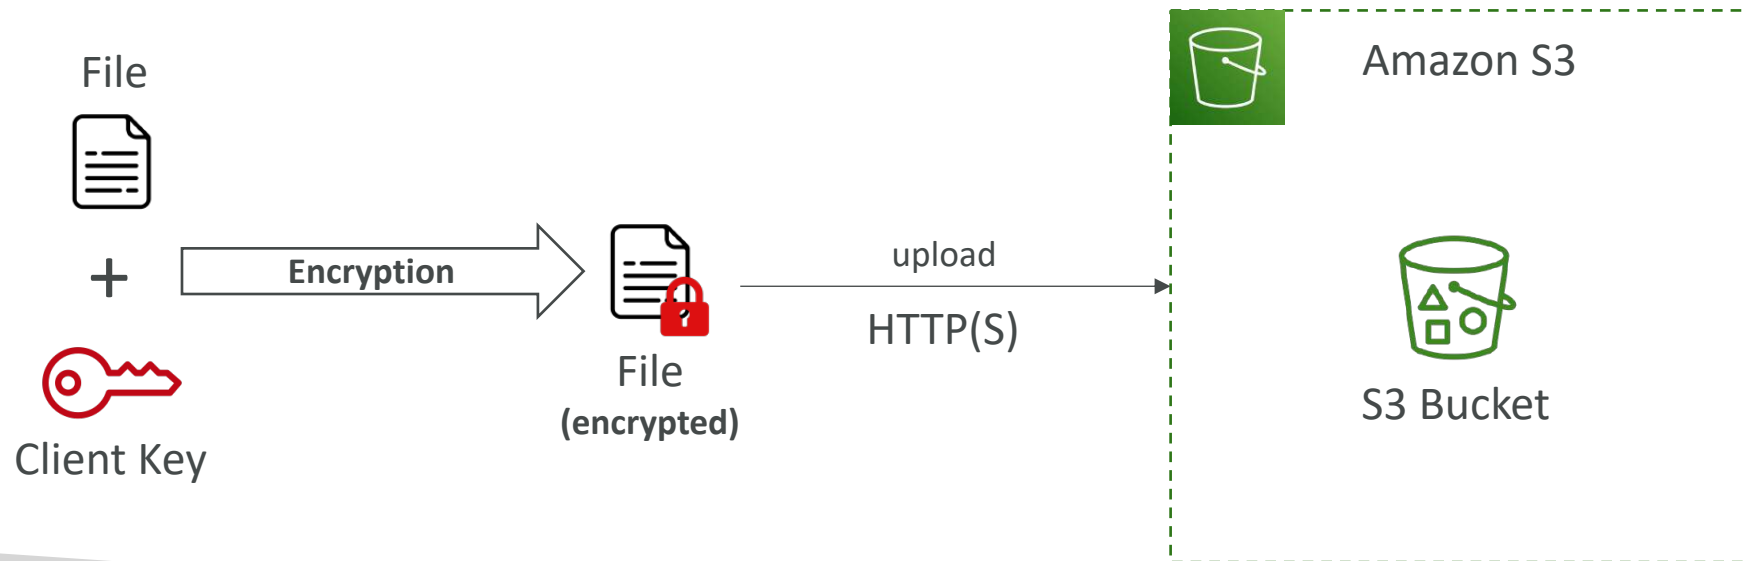 File
+
Client Key
Encryption
File
(encrypted)
upload
HTTP(S)
Amazon S3
S3 Bucket